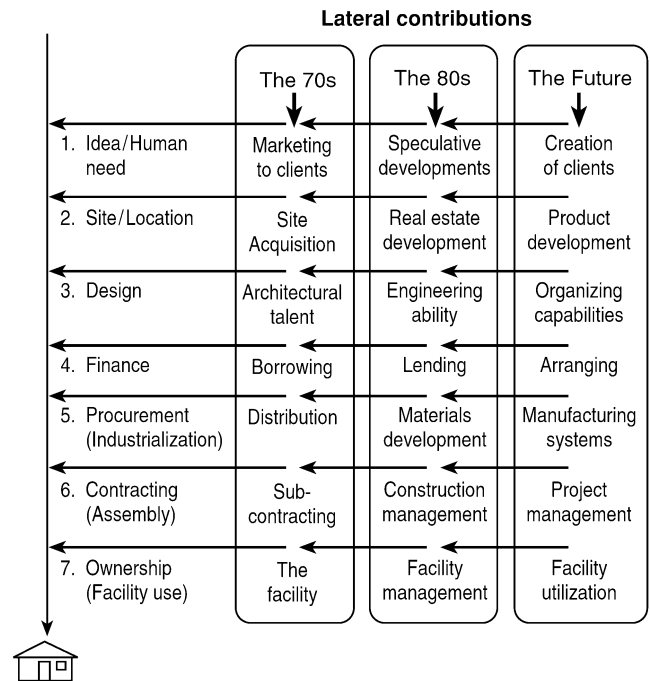 Lateral contributions
The 70s
The 80s
The Future
1. Idea/Human
need
Marketing
to clients
Speculative
developments
Creation
of clients
2. Site/Location
Site
Acquisition
Real estate
development
Product
development
3. Design
Architectural
talent
Engineering
ability
Organizing
capabilities
4. Finance
Borrowing
Lending
Arranging
5. Procurement
(Industrialization)
Distribution
Materials
development
Manufacturing
systems
6. Contracting
(Assembly)
Sub-
contracting
Construction
management
Project
management
7. Ownership
(Facility use)
The
facility
Facility
management
Facility
utilization